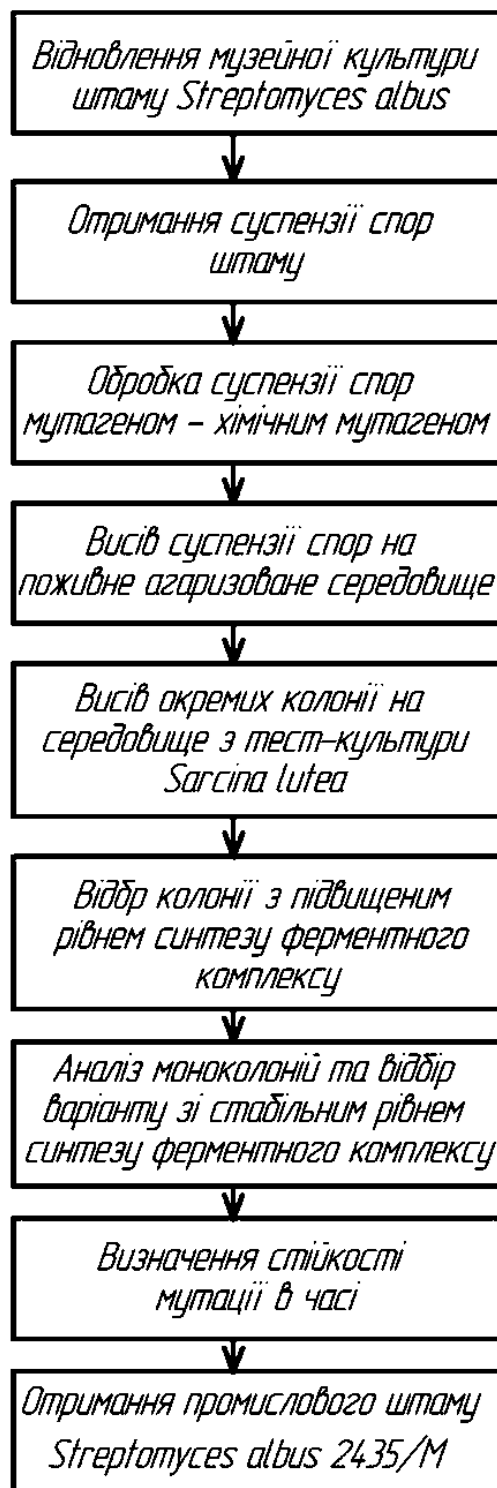 Відновлення музейної культури
штаму Streptomyces albus
Отримання суспензії спор
штаму
Обробка суспензії спор
мутагеном – хімічним мутагеном
Висів суспензії спор на
поживне агаризоване середовище
Висів окремих колонії на
середовище з тест-культури
Sarcina lutea
Відбр колонії з підвищеним
рівнем синтезу ферментного
комплексу
Аналіз моноколоній та відбір
варіанту зі стабільним рівнем
синтезу ферментного комплексу
Визначення стійкості
мутації в часі
Отримання промислового штаму
Streptomyces albus 2435/М